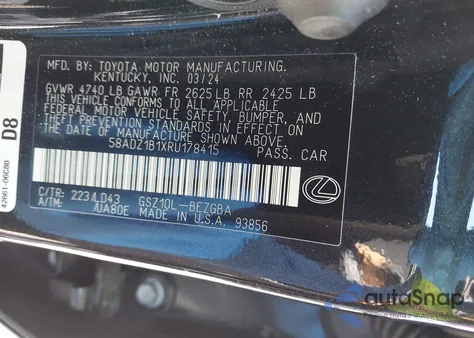 MFD. BY: TOYOTA MOTOR MANUFACTURING,
KENTUCKY, INC. 03/24
GVWR 4740 LB GAWR FR 2625 LB RR 2425 LB
THIS VEHICLE CONFORMS TO ALL APPLICABLE
FEDERAL MOTOR VEHICLE SAFETY, BUMPER, AND
THEFT PREVENTION STANDARDS IN EFFECT ON
THE DATE OF MANUFACTURE SHOWN ABOVE.
58ADZ1B1XRU178415 PASS. CAR
C/TR: 223/LD43 GSZ10L-BEZGBA
A/TM: /UA80E MADE IN U.S.A. 93856
D8
42661-06C80
autoSnap